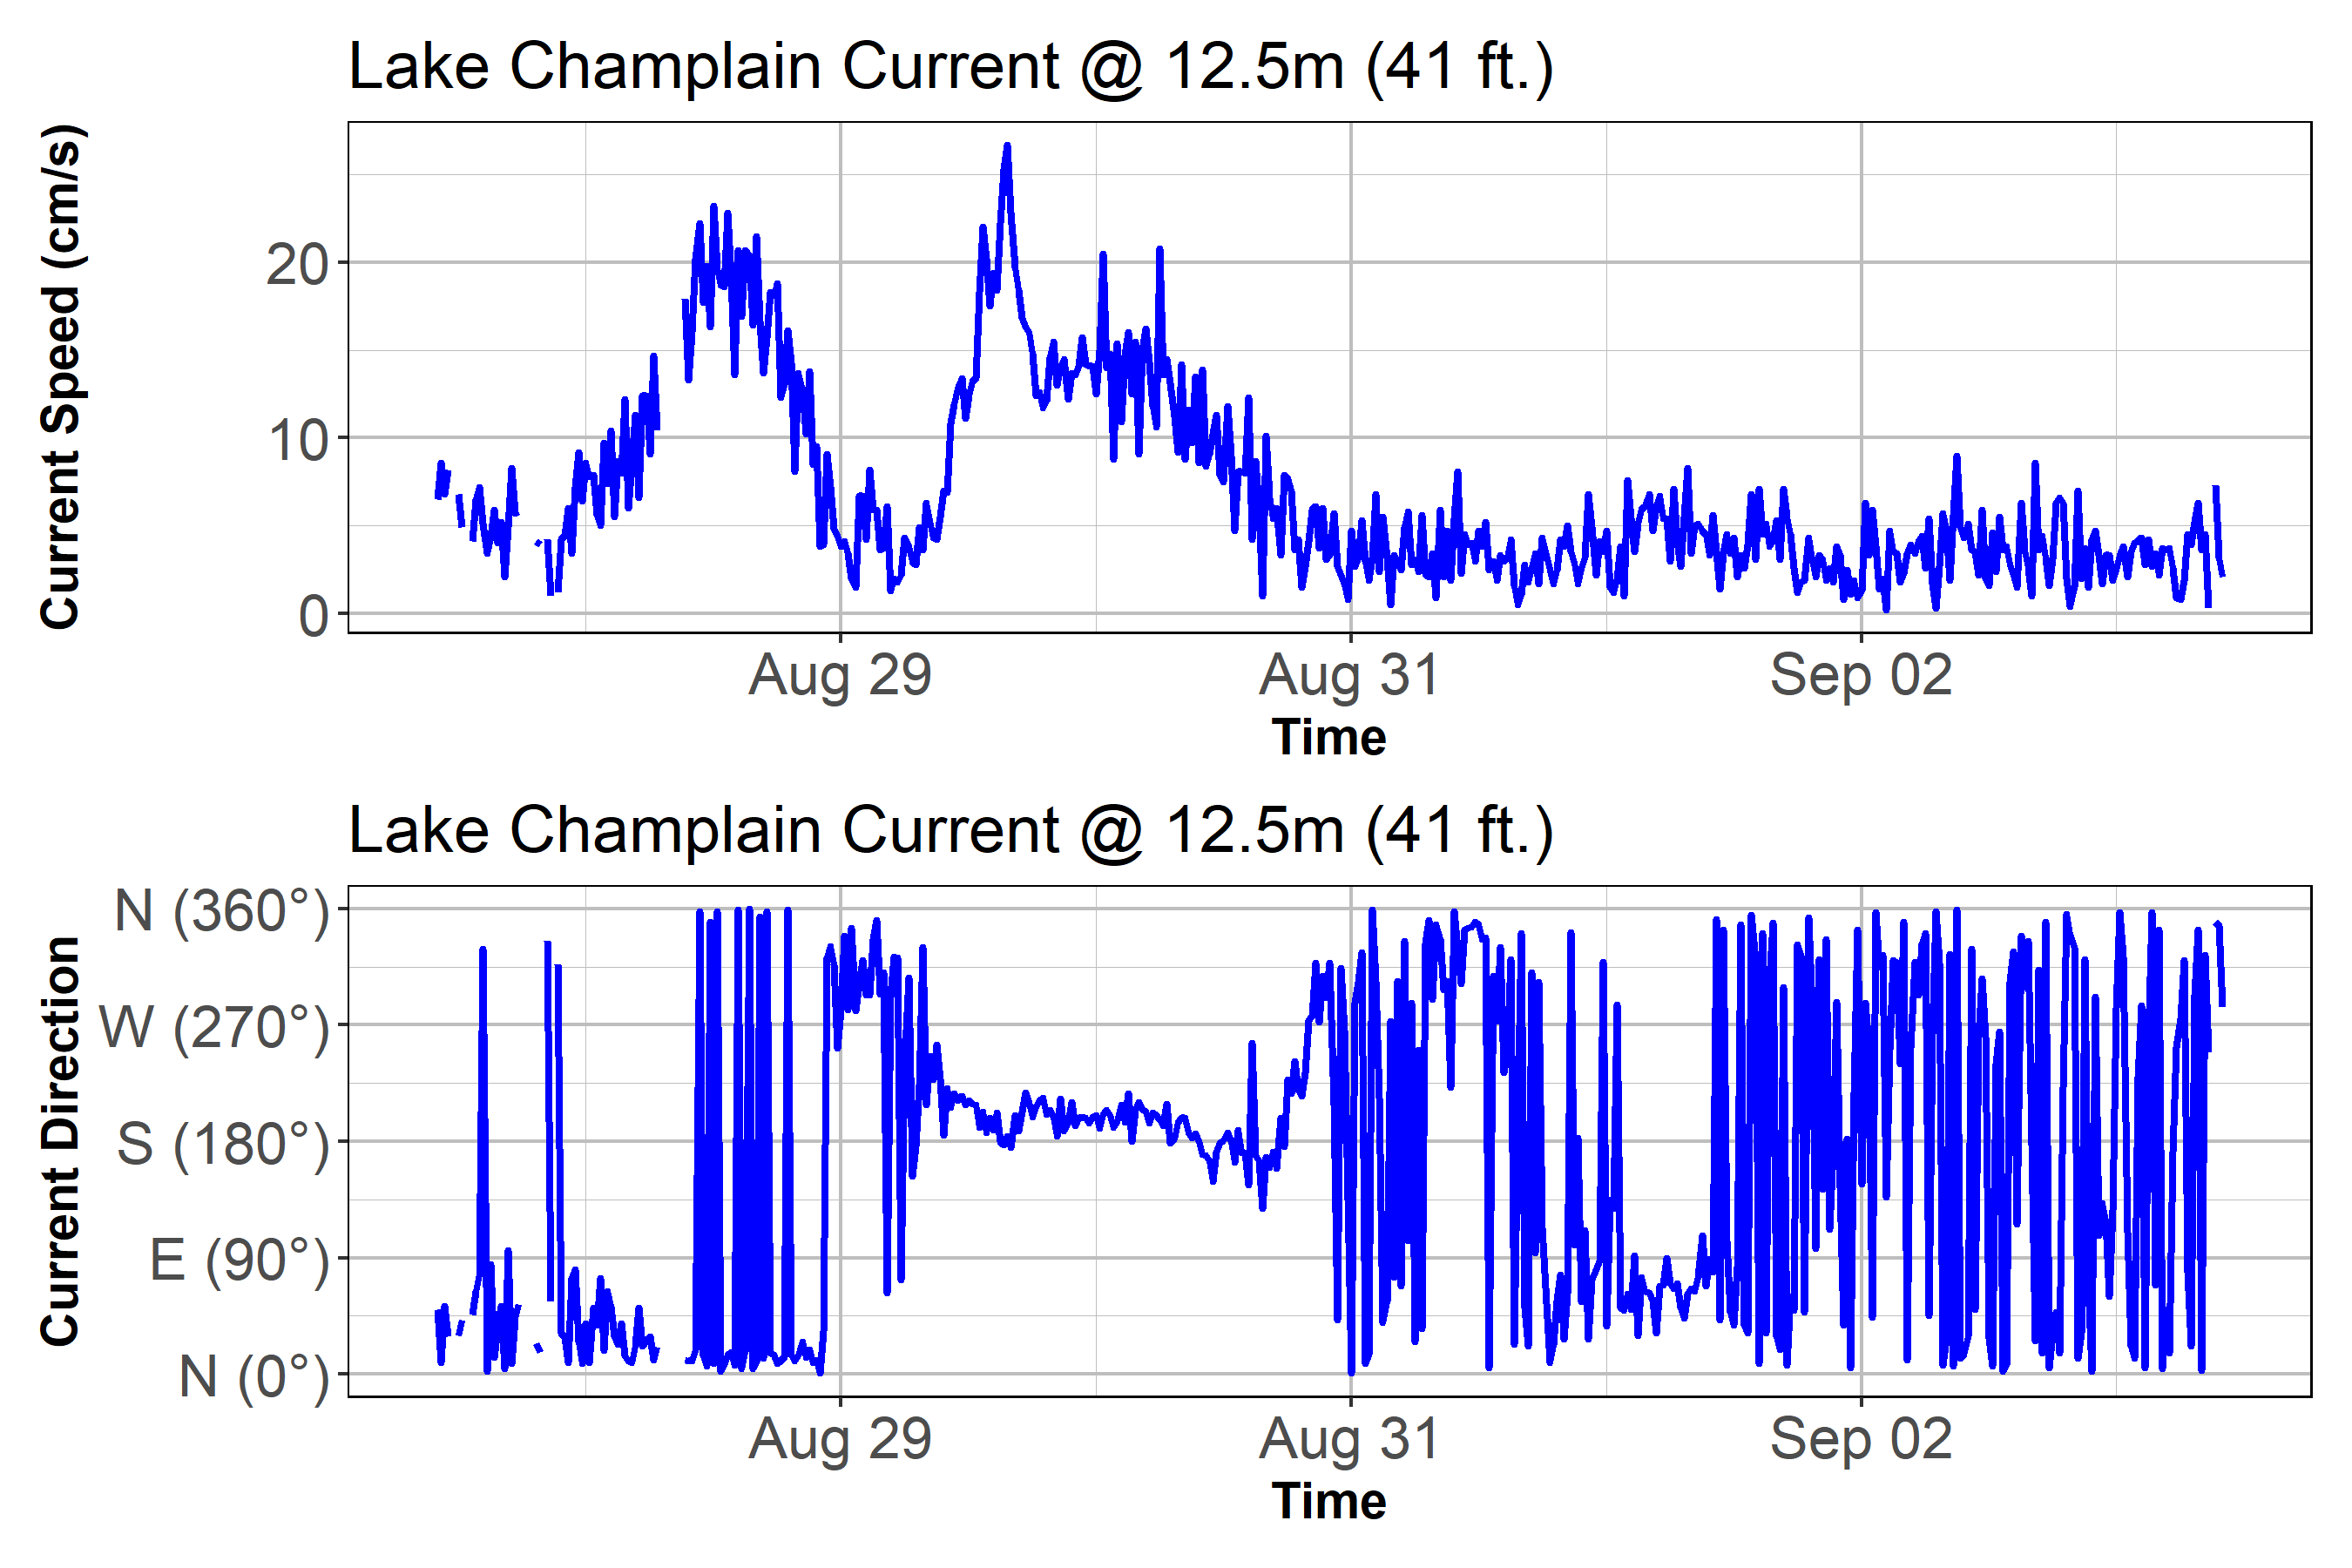 Lake Champlain Current @ 12.5m (41 ft.)
Current Speed (cm/s)
20
10
0
Aug 29 Aug 31 Sep 02
Time
Lake Champlain Current @ 12.5m (41 ft.)
Current Direction
N (360°)
W (270°)
S (180°)
E (90°)
N (0°)
Aug 29 Aug 31 Sep 02
Time